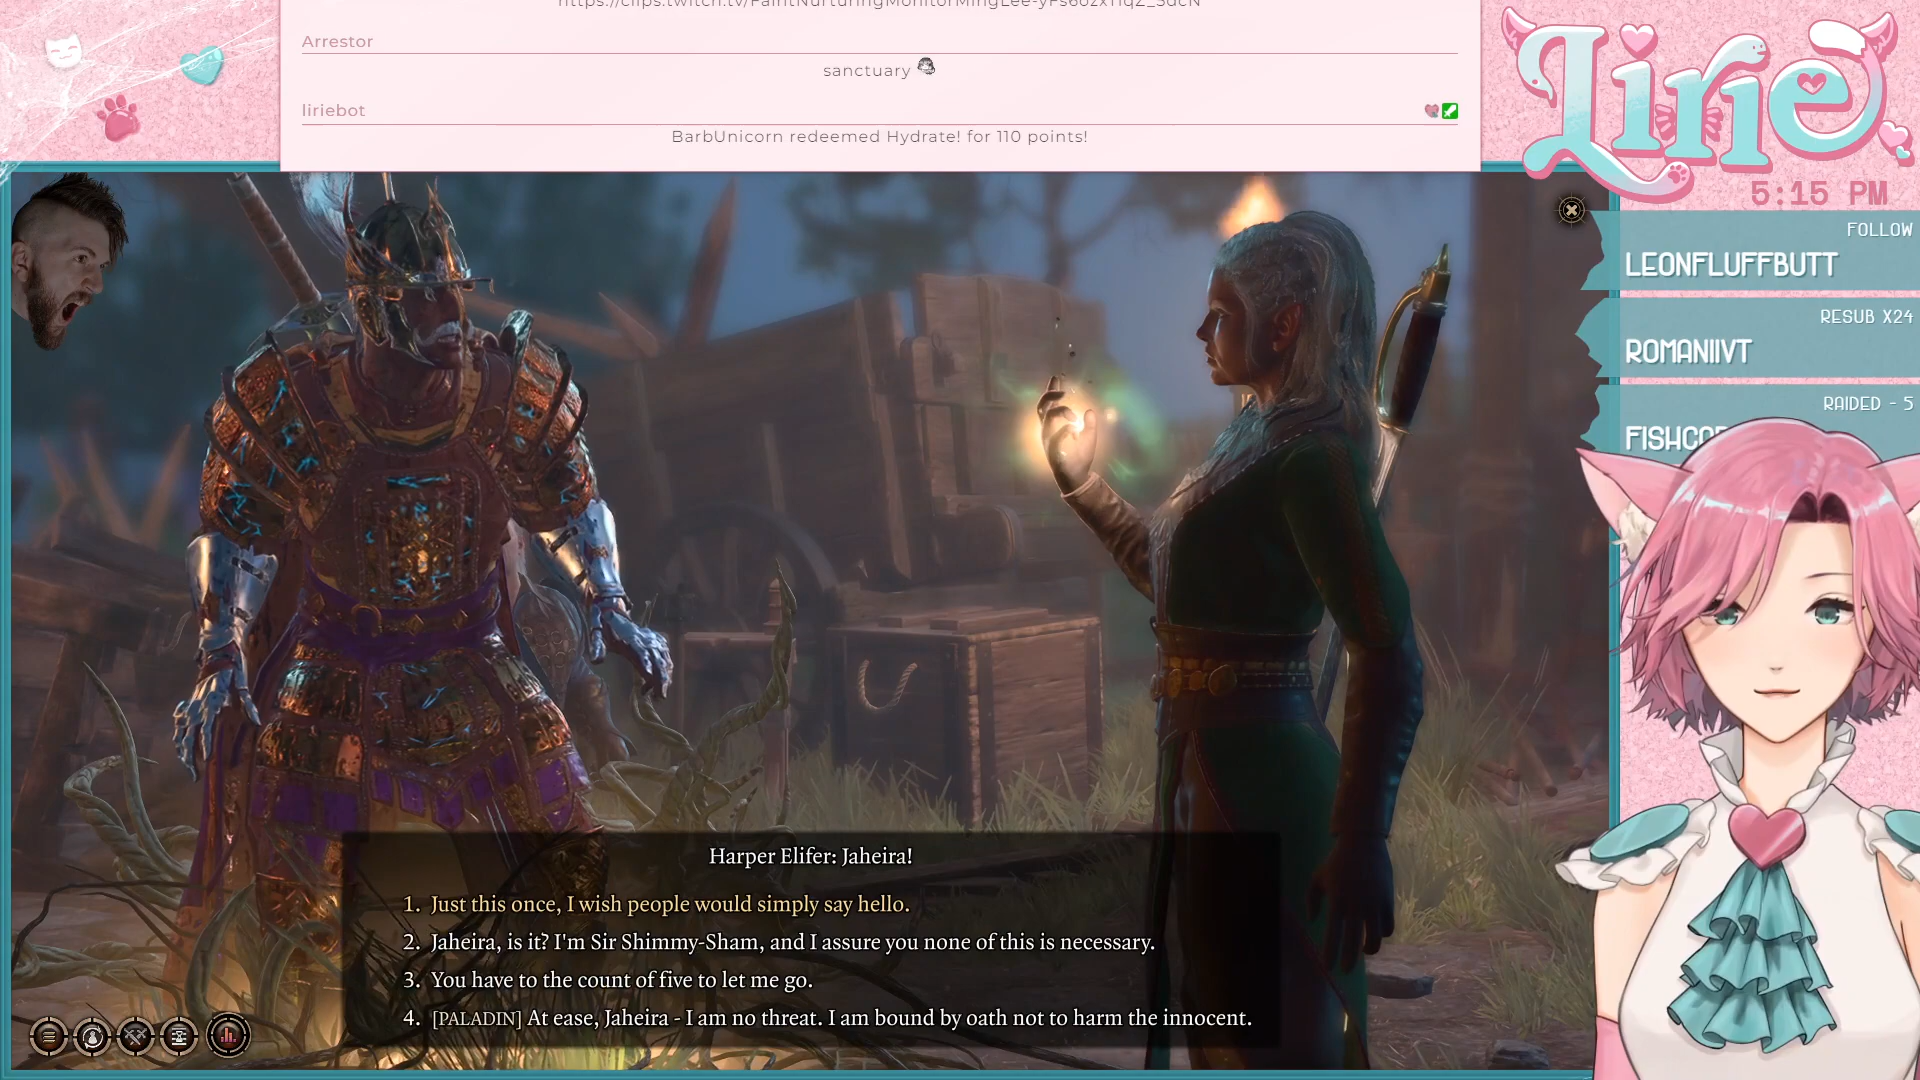 Arrestor
sanctuary
liriebot
BarbUnicorn redeemed Hydrate! for 110 points!
Lirie
5:15 PM
FOLLOW
LEONFLUFFBUTT
RESUB X24
ROMANIIVT
RAIDED - 5
Harper Elifer: Jaheira!
1. Just this once, I wish people would simply say hello.
2. Jaheira, is it? I'm Sir Shimmy-Sham, and I assure you none of this is necessary.
3. You have to the count of five to let me go.
4. [PALADIN] At ease, Jaheira - I am no threat. I am bound by oath not to harm the innocent.